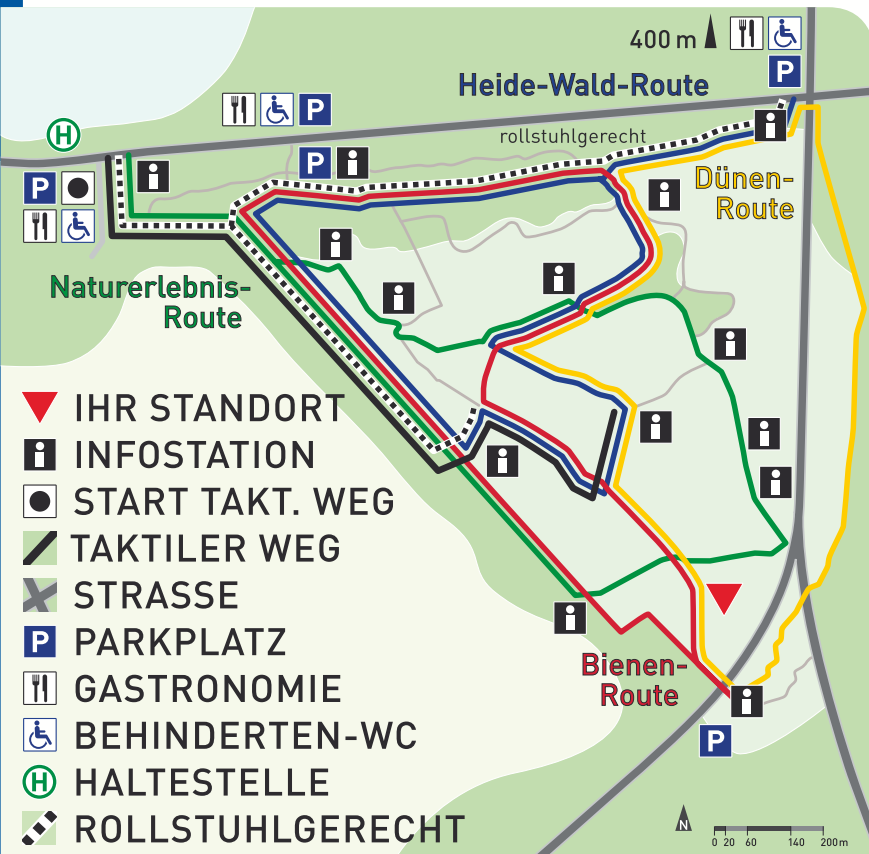 400 m
P
Heide-Wald-Route
P
H
rollstuhlgerecht
i
P
i
i
P
i
Dünen-
Route
i
i
i
Naturerlebnis-
Route
i
i
IHR STANDORT
i
i
i
INFOSTATION
i
i
START TAKT. WEG
TAKTILER WEG
STRASSE
i
P
PARKPLATZ
Bienen-
Route
GASTRONOMIE
i
BEHINDERTEN-WC
P
H
HALTESTELLE
ROLLSTUHLGERECHT
N
0 20 60 140 200m